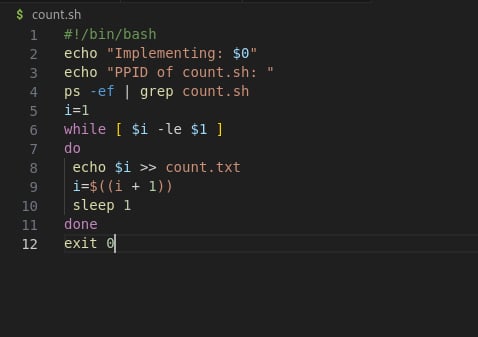 $ count.sh
1 #!/bin/bash
2 echo "Implementing: $0"
3 echo "PPID of count.sh: "
4 ps -ef | grep count.sh
5 i=1
6 while [ $i -le $1 ]
7 do
8 echo $i >> count.txt
9 i=$((i + 1))
10 sleep 1
11 done
12 exit 0